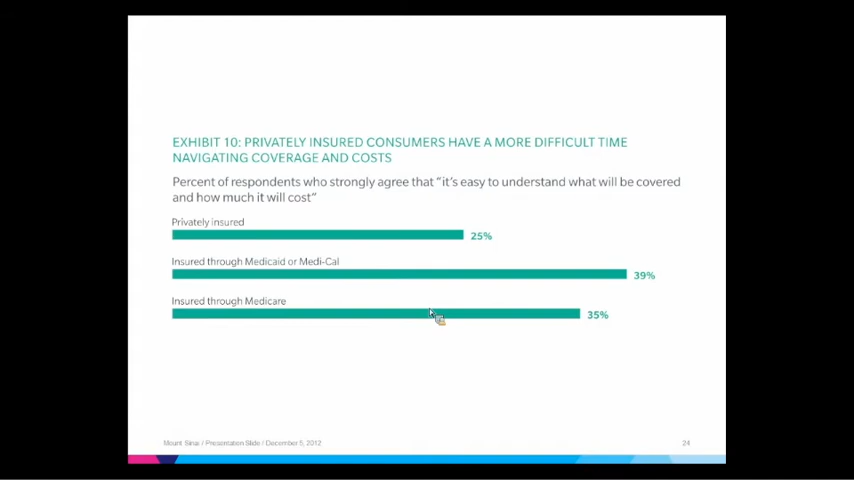 EXHIBIT 10: PRIVATELY INSURED CONSUMERS HAVE A MORE DIFFICULT TIME
NAVIGATING COVERAGE AND COSTS
Percent of respondents who strongly agree that “it’s easy to understand what will be covered
and how much it will cost”
Privately insured
25%
Insured through Medicaid or Medi-Cal
39%
Insured through Medicare
35%
Mount Sinai / Presentation Slide / December 5, 2012
24